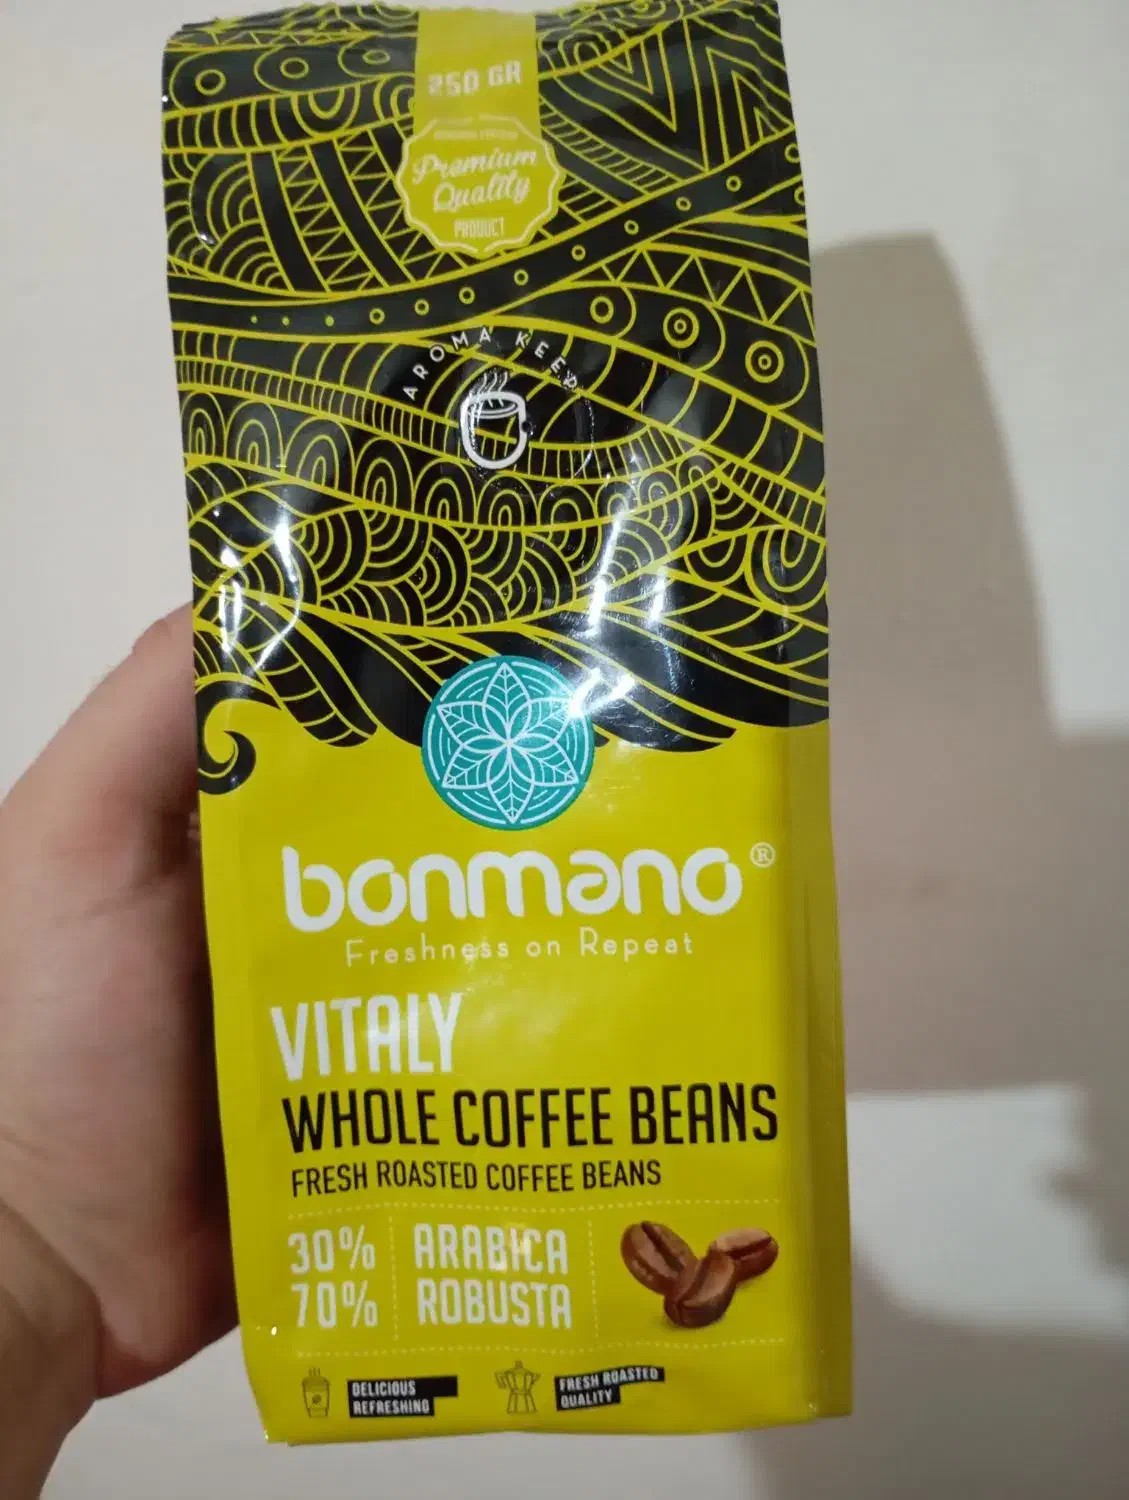 250 GR
Premium
Quality
PRODUCT
AROMA KEEP
bonmano®
Freshness on Repeat
VITALY
WHOLE COFFEE BEANS
FRESH ROASTED COFFEE BEANS
30% ARABICA
70% ROBUSTA
DELICIOUS
REFRESHING
FRESH ROASTED
QUALITY